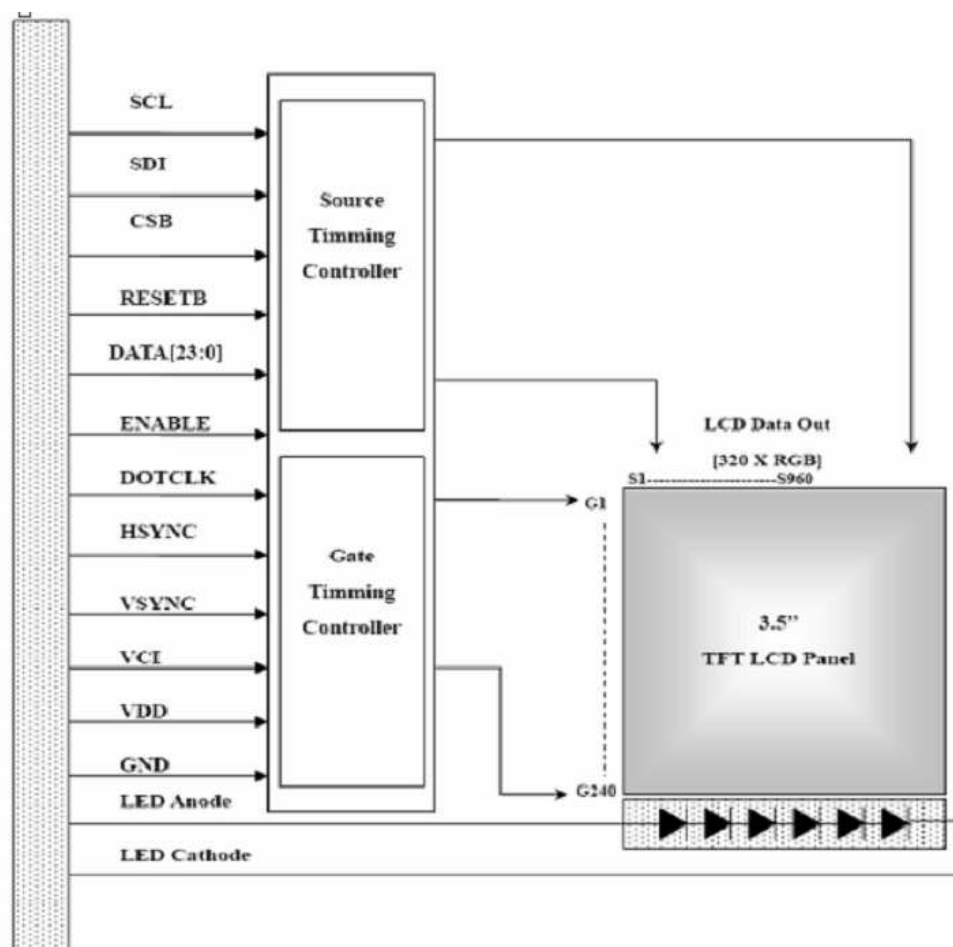 SCL
SDI
CSB
RESETB
DATA[23:0]
ENABLE
DOTCLK
HSYNC
VSYNC
VCI
VDD
GND
LED Anode
LED Cathode
Source
Timming
Controller
Gate
Timming
Controller
LCD Data Out
[320 X RGB]
S1----------------------S960
G1
G240
3.5”
TFT LCD Panel